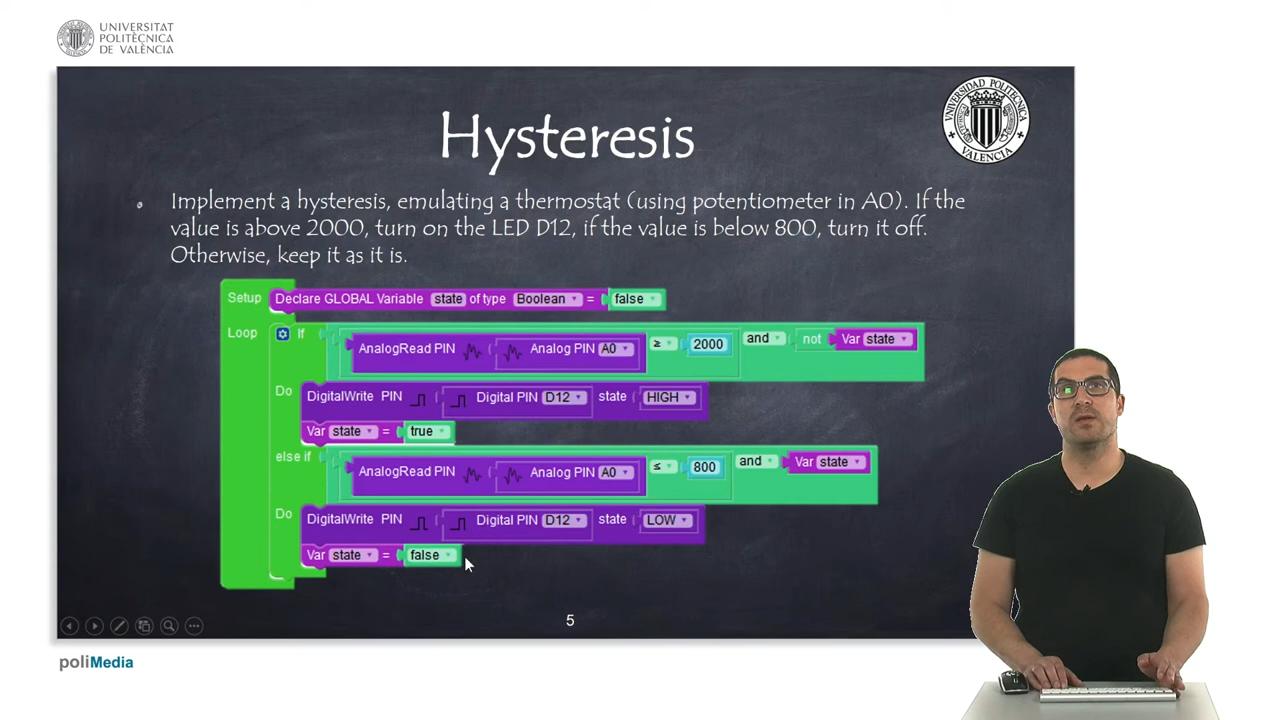 UNIVERSITAT
POLITÈCNICA
DE VALÈNCIA
UNIVERSIDAD POLITECNICA
VALENCIA
Hysteresis
Implement a hysteresis, emulating a thermostat (using potentiometer in A0). If the
value is above 2000, turn on the LED D12, if the value is below 800, turn it off.
Otherwise, keep it as it is.
Setup Declare GLOBAL Variable state of type Boolean = false
Loop If AnalogRead PIN Analog PIN A0 ≥ 2000 and not Var state
Do DigitalWrite PIN Digital PIN D12 state HIGH
Var state = true
else if AnalogRead PIN Analog PIN A0 ≤ 800 and Var state
Do DigitalWrite PIN Digital PIN D12 state LOW
Var state = false
5
poliMedia